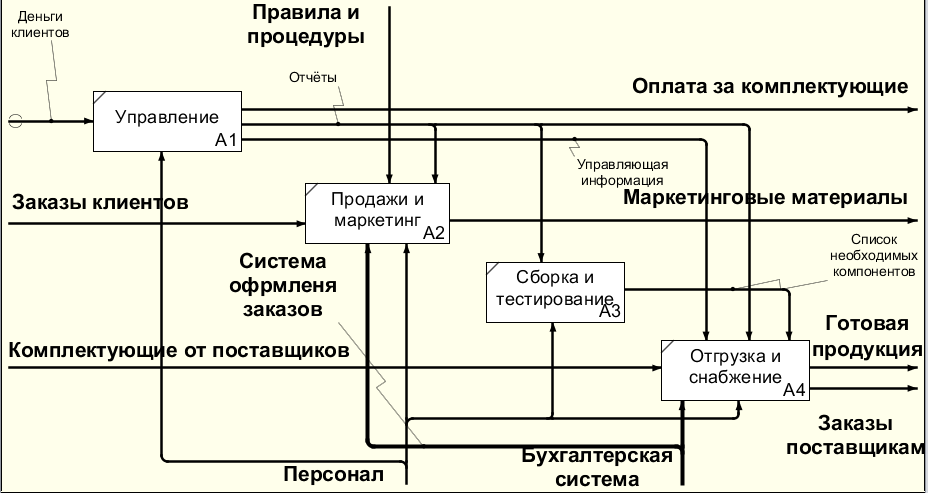 Деньги
клиентов
Правила и
процедуры
Отчёты
Оплата за комплектующие
Управление
A1
Управляющая
информация
Заказы клиентов
Продажи и
маркетинг
A2
Маркетинговые материалы
Список
необходимых
компонентов
Система
офрмленя
заказов
Сборка и
тестирование
A3
Готовая
продукция
Комплектующие от поставщиков
Отгрузка и
снабжение
A4
Заказы
поставщикам
Персонал
Бухгалтерская
система